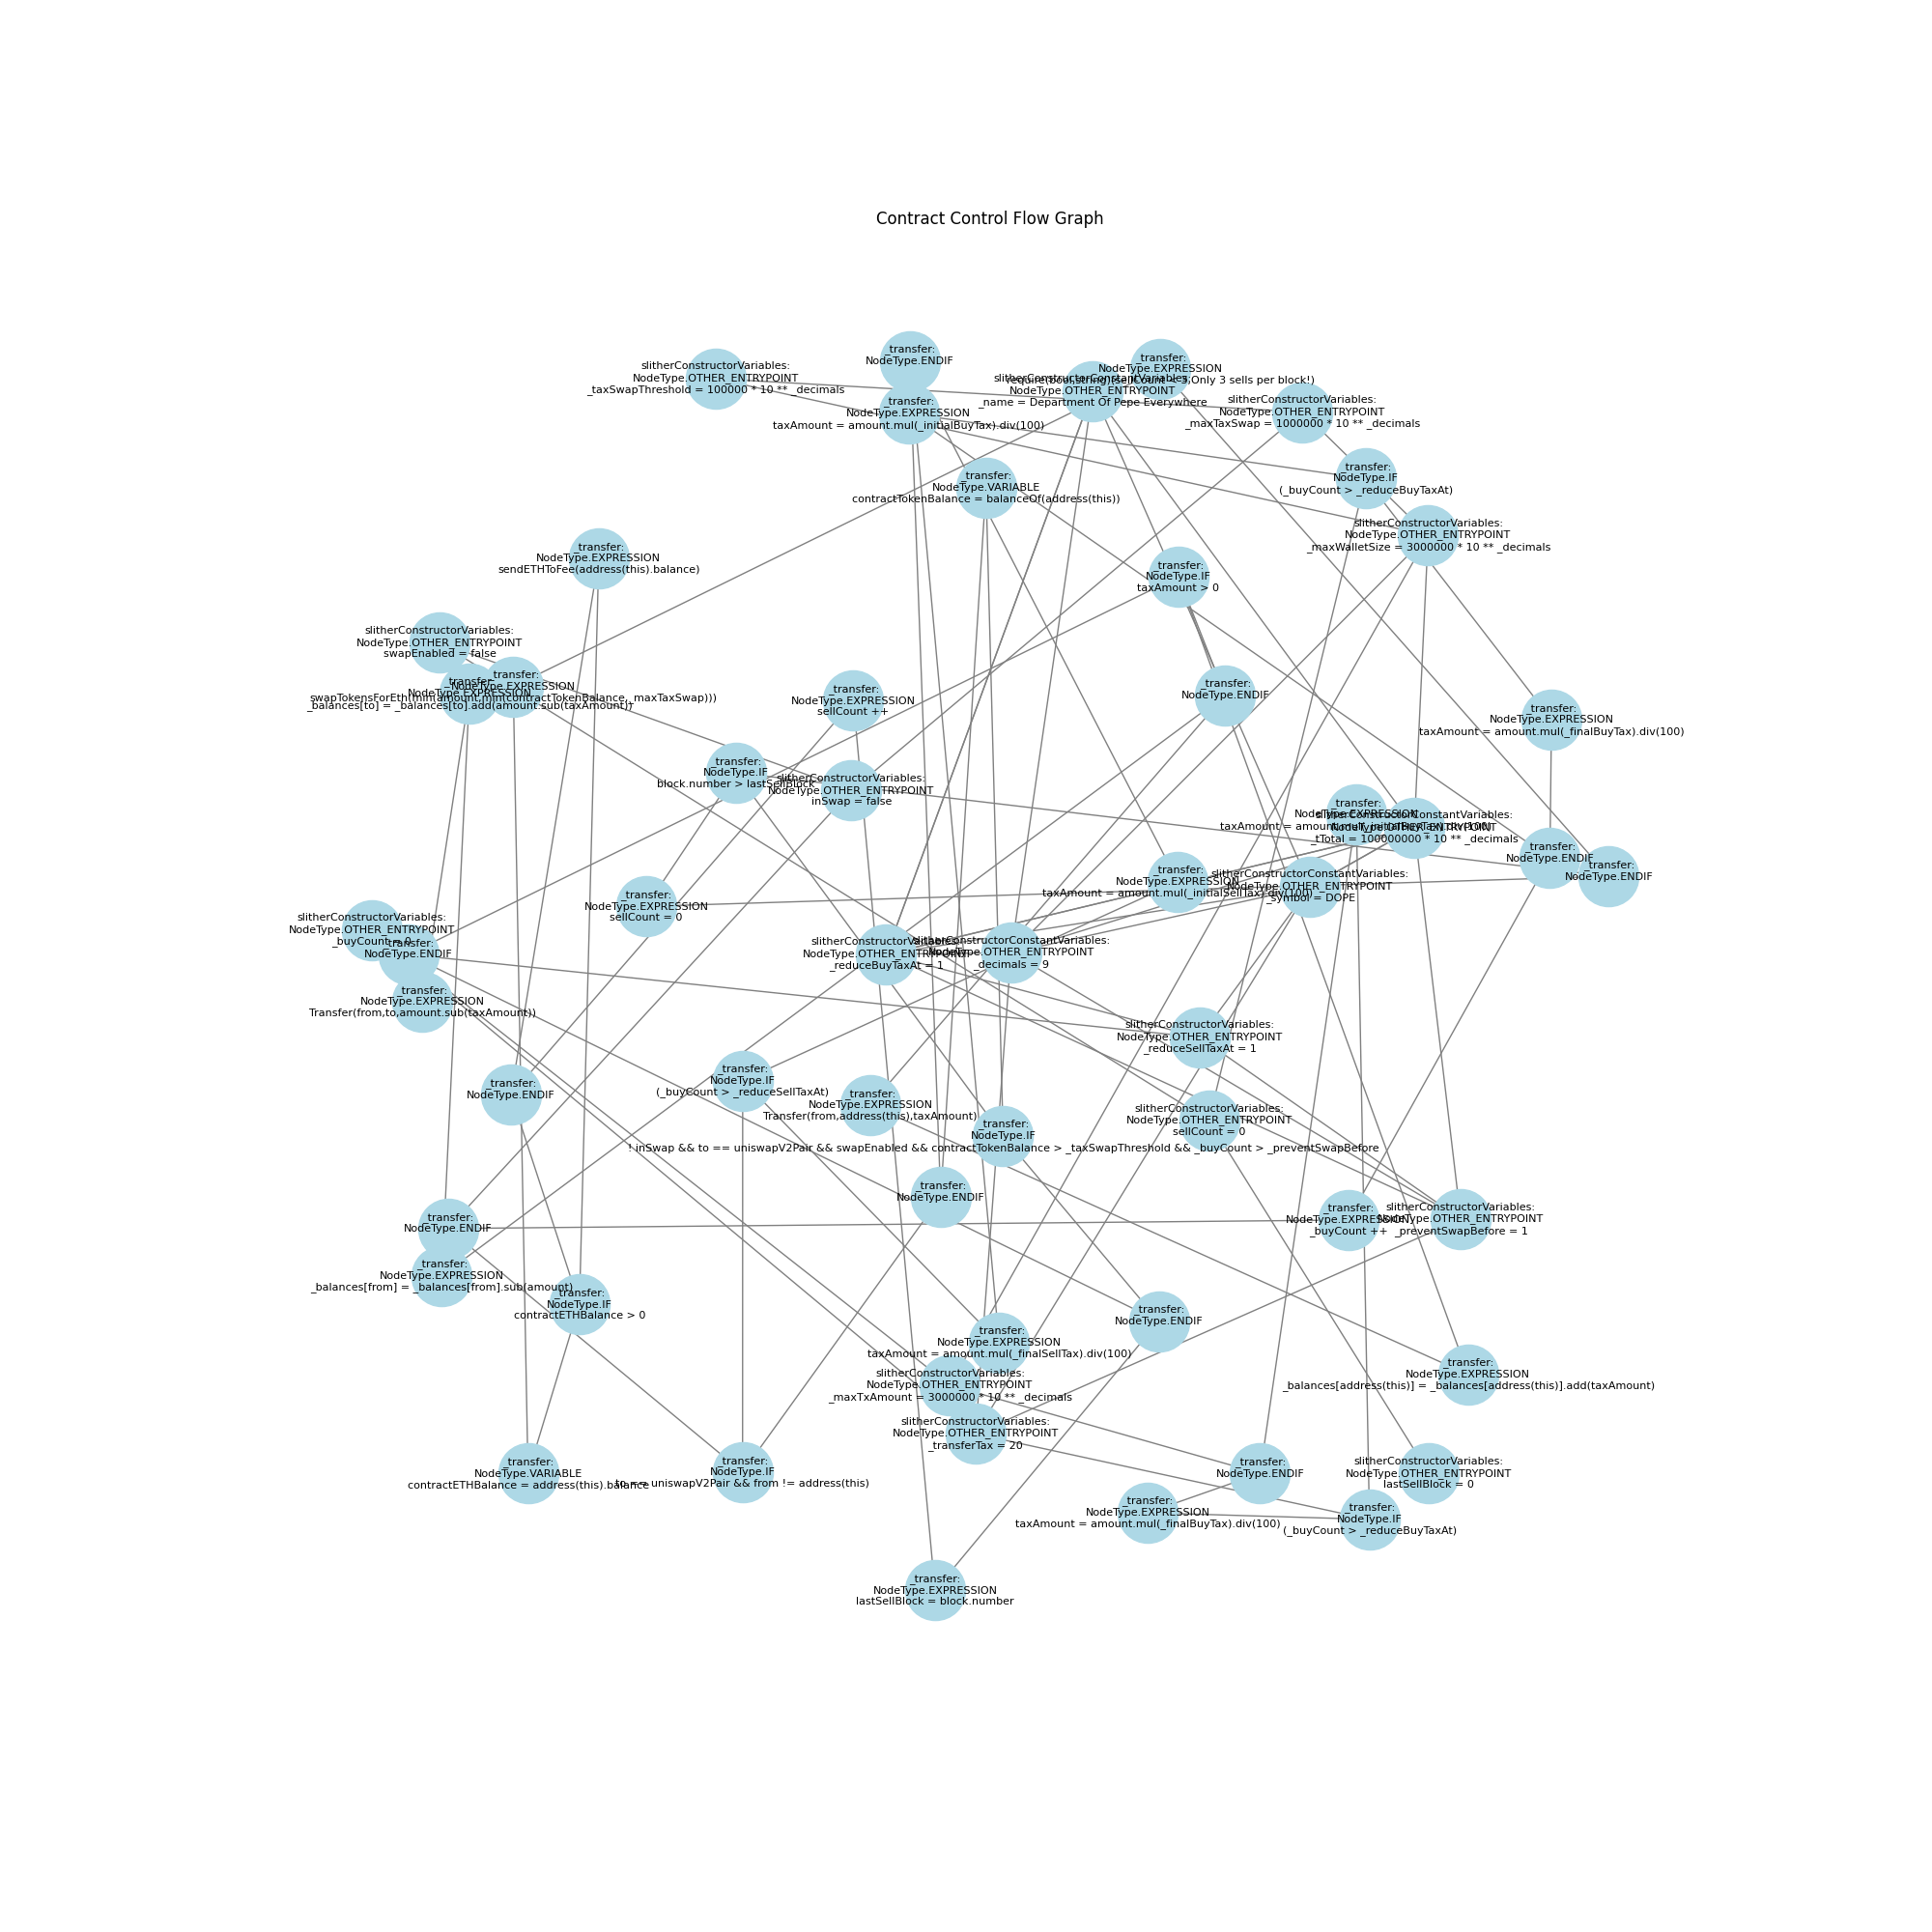 Contract Control Flow Graph
_transfer:
NodeType.ENDIF
slitherConstructorVariables:
NodeType.OTHER_ENTRYPOINT
_taxSwapThreshold = 100000 * 10 ** _decimals
_transfer:
NodeType.EXPRESSION
require(bool,string)(sellCount < 3,Only 3 sells per block!)
slitherConstructorConstantVariables:
NodeType.OTHER_ENTRYPOINT
_name = Department Of Pepe Everywhere
_transfer:
NodeType.EXPRESSION
taxAmount = amount.mul(_initialBuyTax).div(100)
slitherConstructorVariables:
NodeType.OTHER_ENTRYPOINT
_maxTaxSwap = 1000000 * 10 ** _decimals
_transfer:
NodeType.IF
(_buyCount > _reduceBuyTaxAt)
_transfer:
NodeType.VARIABLE
contractTokenBalance = balanceOf(address(this))
slitherConstructorVariables:
NodeType.OTHER_ENTRYPOINT
_maxWalletSize = 3000000 * 10 ** _decimals
_transfer:
NodeType.EXPRESSION
sendETHToFee(address(this).balance)
_transfer:
NodeType.IF
taxAmount > 0
slitherConstructorVariables:
NodeType.OTHER_ENTRYPOINT
swapEnabled = false
_transfer:
NodeType.EXPRESSION
swapTokensForEth(min(amount,min(contractTokenBalance,_maxTaxSwap)))
_transfer:
NodeType.EXPRESSION
_balances[to] = _balances[to].add(amount.sub(taxAmount))
_transfer:
NodeType.EXPRESSION
sellCount ++
_transfer:
NodeType.ENDIF
_transfer:
NodeType.EXPRESSION
taxAmount = amount.mul(_finalBuyTax).div(100)
_transfer:
NodeType.IF
block.number > lastSellBlock
slitherConstructorVariables:
NodeType.OTHER_ENTRYPOINT
inSwap = false
_transfer:
NodeType.EXPRESSION
taxAmount = amount.mul(_initialBuyTax).div(100)
slitherConstructorConstantVariables:
NodeType.OTHER_ENTRYPOINT
_tTotal = 100000000 * 10 ** _decimals
_transfer:
NodeType.ENDIF
_transfer:
NodeType.ENDIF
_transfer:
NodeType.EXPRESSION
taxAmount = amount.mul(_initialSellTax).div(100)
slitherConstructorConstantVariables:
NodeType.OTHER_ENTRYPOINT
_symbol = DOPE
_transfer:
NodeType.EXPRESSION
sellCount = 0
slitherConstructorVariables:
NodeType.OTHER_ENTRYPOINT
_buyCount = 0
_transfer:
NodeType.ENDIF
slitherConstructorVariables:
NodeType.OTHER_ENTRYPOINT
_reduceBuyTaxAt = 1
slitherConstructorConstantVariables:
NodeType.OTHER_ENTRYPOINT
_decimals = 9
_transfer:
NodeType.EXPRESSION
Transfer(from,to,amount.sub(taxAmount))
slitherConstructorVariables:
NodeType.OTHER_ENTRYPOINT
_reduceSellTaxAt = 1
_transfer:
NodeType.IF
(_buyCount > _reduceSellTaxAt)
_transfer:
NodeType.ENDIF
_transfer:
NodeType.EXPRESSION
Transfer(from,address(this),taxAmount)
slitherConstructorVariables:
NodeType.OTHER_ENTRYPOINT
sellCount = 0
_transfer:
NodeType.IF
! inSwap && to == uniswapV2Pair && swapEnabled && contractTokenBalance > _taxSwapThreshold && _buyCount > _preventSwapBefore
_transfer:
NodeType.ENDIF
_transfer:
NodeType.ENDIF
_transfer:
NodeType.EXPRESSION
_buyCount ++
slitherConstructorVariables:
NodeType.OTHER_ENTRYPOINT
_preventSwapBefore = 1
_transfer:
NodeType.EXPRESSION
_balances[from] = _balances[from].sub(amount)
_transfer:
NodeType.IF
contractETHBalance > 0
_transfer:
NodeType.ENDIF
_transfer:
NodeType.EXPRESSION
taxAmount = amount.mul(_finalSellTax).div(100)
_transfer:
NodeType.EXPRESSION
_balances[address(this)] = _balances[address(this)].add(taxAmount)
slitherConstructorVariables:
NodeType.OTHER_ENTRYPOINT
_maxTxAmount = 3000000 * 10 ** _decimals
slitherConstructorVariables:
NodeType.OTHER_ENTRYPOINT
_transferTax = 20
_transfer:
NodeType.VARIABLE
contractETHBalance = address(this).balance
_transfer:
NodeType.IF
to == uniswapV2Pair && from != address(this)
_transfer:
NodeType.ENDIF
slitherConstructorVariables:
NodeType.OTHER_ENTRYPOINT
lastSellBlock = 0
_transfer:
NodeType.EXPRESSION
taxAmount = amount.mul(_finalBuyTax).div(100)
_transfer:
NodeType.IF
(_buyCount > _reduceBuyTaxAt)
_transfer:
NodeType.EXPRESSION
lastSellBlock = block.number